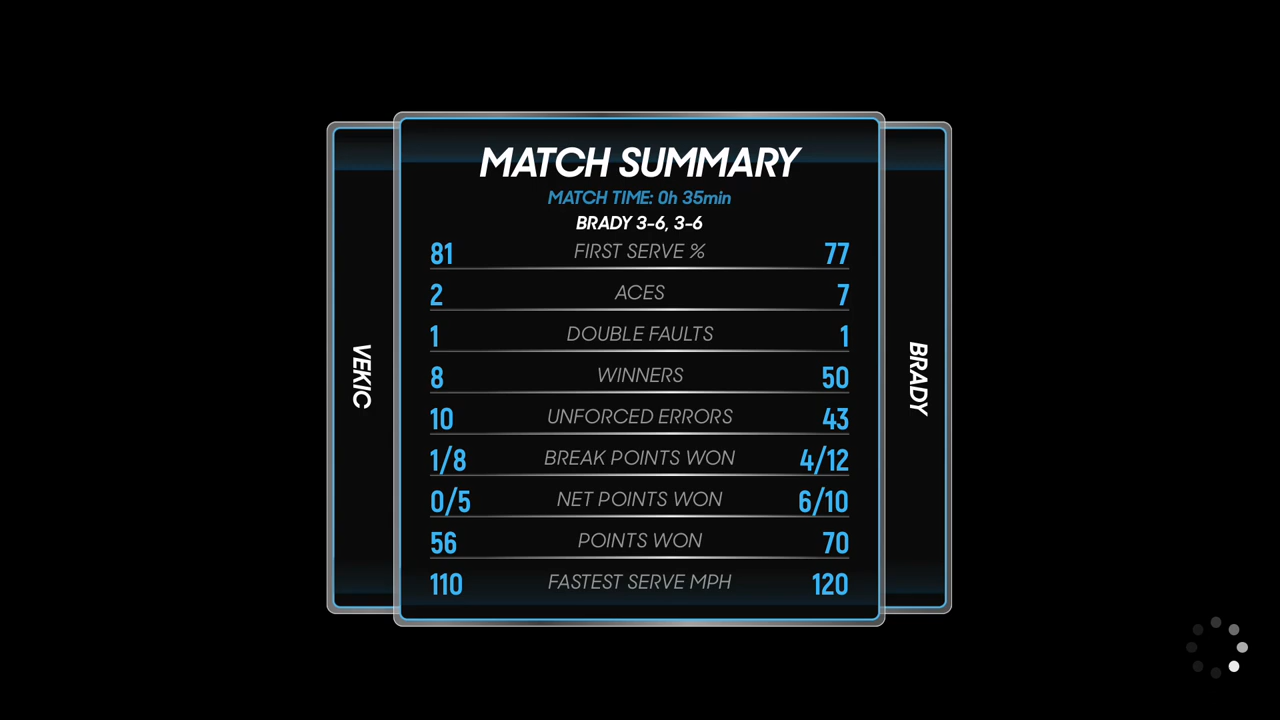 MATCH SUMMARY
MATCH TIME: 0h 35min
BRADY 3-6, 3-6
81 FIRST SERVE % 77
2 ACES 7
1 DOUBLE FAULTS 1
8 WINNERS 50
10 UNFORCED ERRORS 43
1/8 BREAK POINTS WON 4/12
0/5 NET POINTS WON 6/10
56 POINTS WON 70
110 FASTEST SERVE MPH 120
VEKIC
BRADY